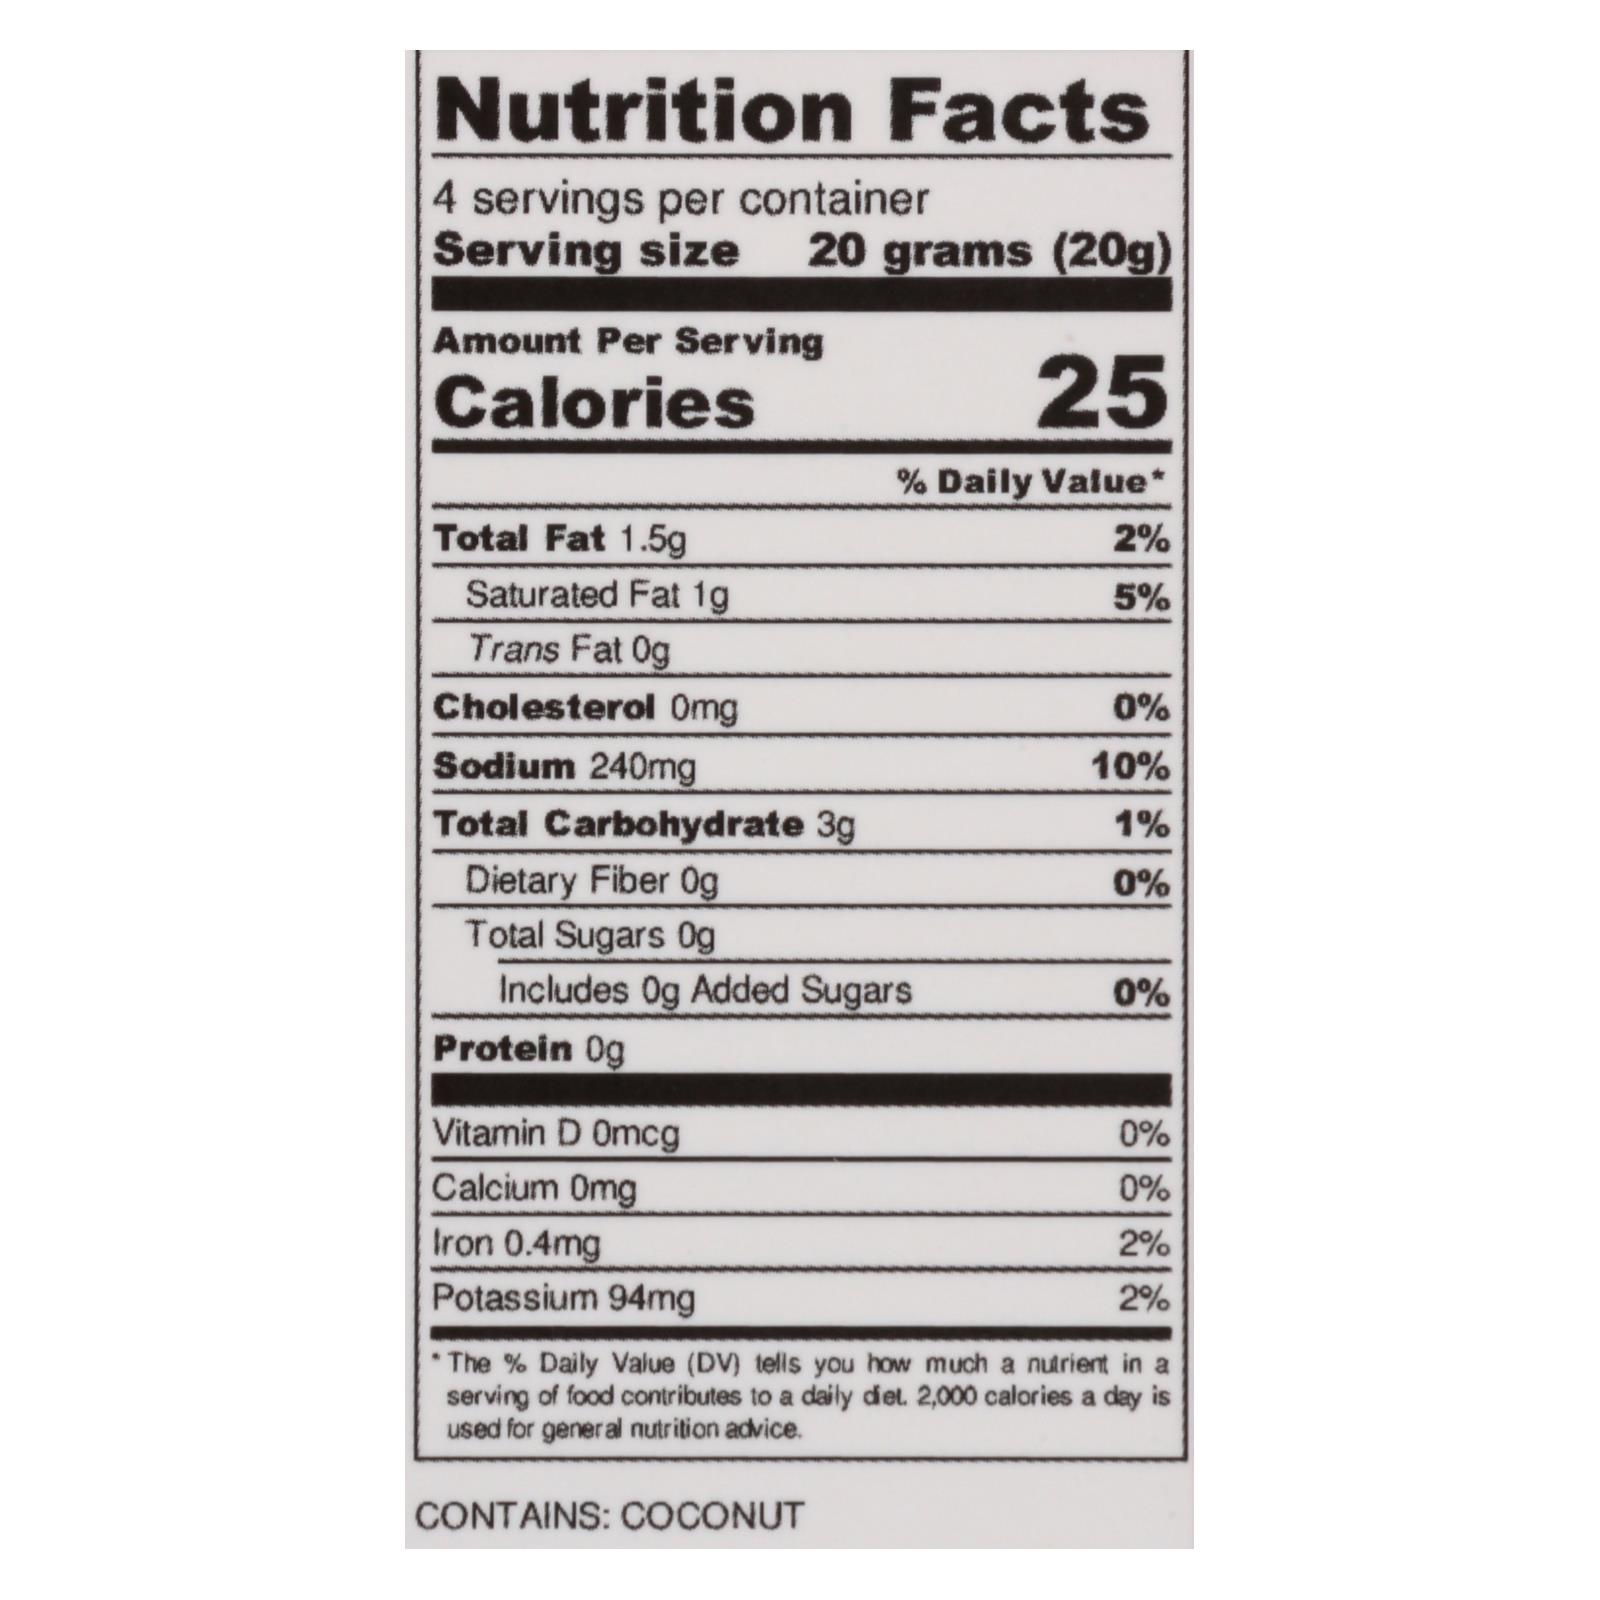 Nutrition Facts
4 servings per container
Serving size 20 grams (20g)
Amount Per Serving
Calories 25
% Daily Value*
Total Fat 1.5g 2%
Saturated Fat 1g 5%
Trans Fat 0g
Cholesterol 0mg 0%
Sodium 240mg 10%
Total Carbohydrate 3g 1%
Dietary Fiber 0g 0%
Total Sugars 0g
Includes 0g Added Sugars 0%
Protein 0g
Vitamin D 0mcg 0%
Calcium 0mg 0%
Iron 0.4mg 2%
Potassium 94mg 2%
* The % Daily Value (DV) tells you how much a nutrient in a
serving of food contributes to a daily diet. 2,000 calories a day is
used for general nutrition advice.
CONTAINS: COCONUT